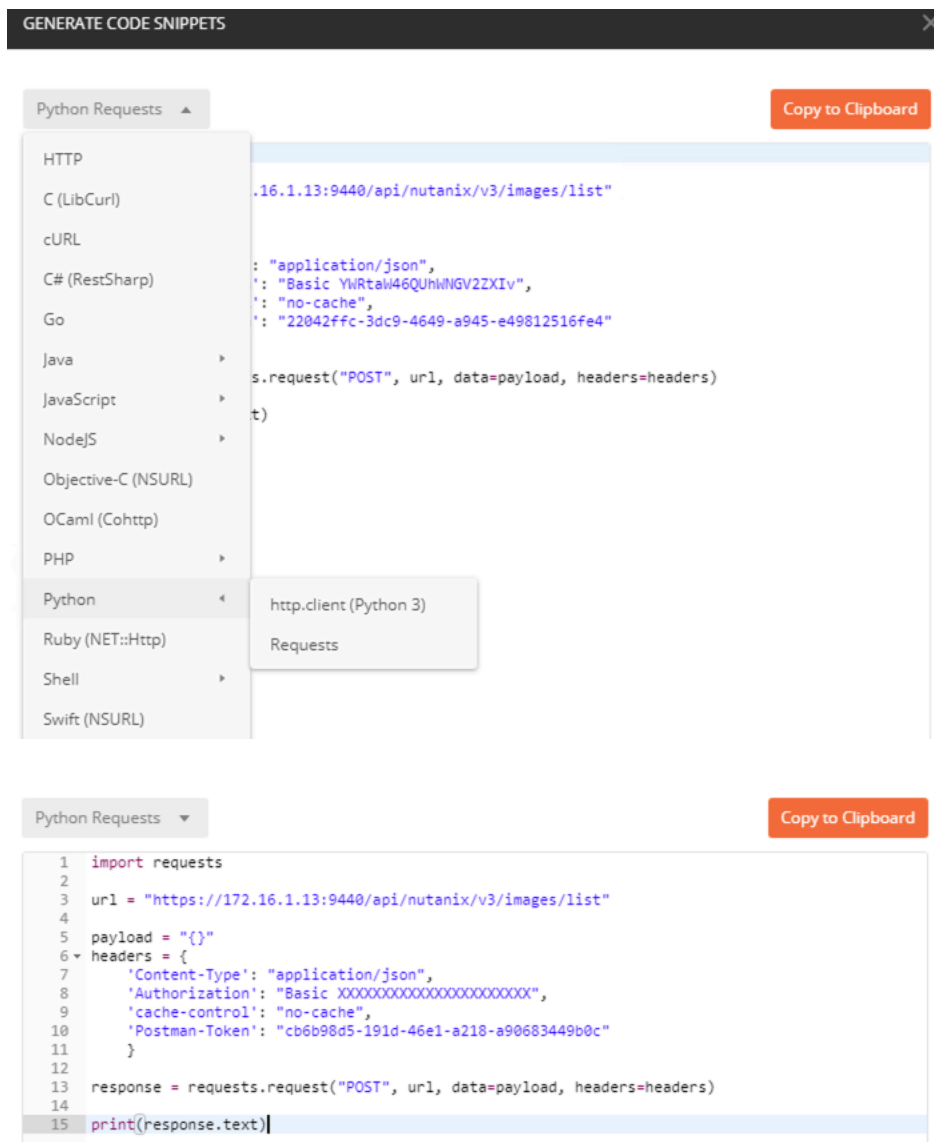 GENERATE CODE SNIPPETS
Python Requests
Copy to Clipboard
HTTP
C (LibCurl)
cURL
C# (RestSharp)
Go
Java
JavaScript
NodeJS
Objective-C (NSURL)
OCaml (Cohttp)
PHP
Python
Ruby (NET::Http)
Shell
Swift (NSURL)
http.client (Python 3)
Requests
.16.1.13:9440/api/nutanix/v3/images/list"
: "application/json",
': "Basic YWRtaW46QUhWNGV2ZXIv",
': "no-cache",
': "22042ffc-3dc9-4649-a945-e49812516fe4"
s.request("POST", url, data=payload, headers=headers)
t)
Python Requests
Copy to Clipboard
1 import requests
2
3 url = "https://172.16.1.13:9440/api/nutanix/v3/images/list"
4
5 payload = "{}"
6 headers = {
7 'Content-Type': "application/json",
8 'Authorization': "Basic XXXXXXXXXXXXXXXXXXXXXX",
9 'cache-control': "no-cache",
10 'Postman-Token': "cb6b98d5-191d-46e1-a218-a90683449b0c"
11 }
12
13 response = requests.request("POST", url, data=payload, headers=headers)
14
15 print(response.text)